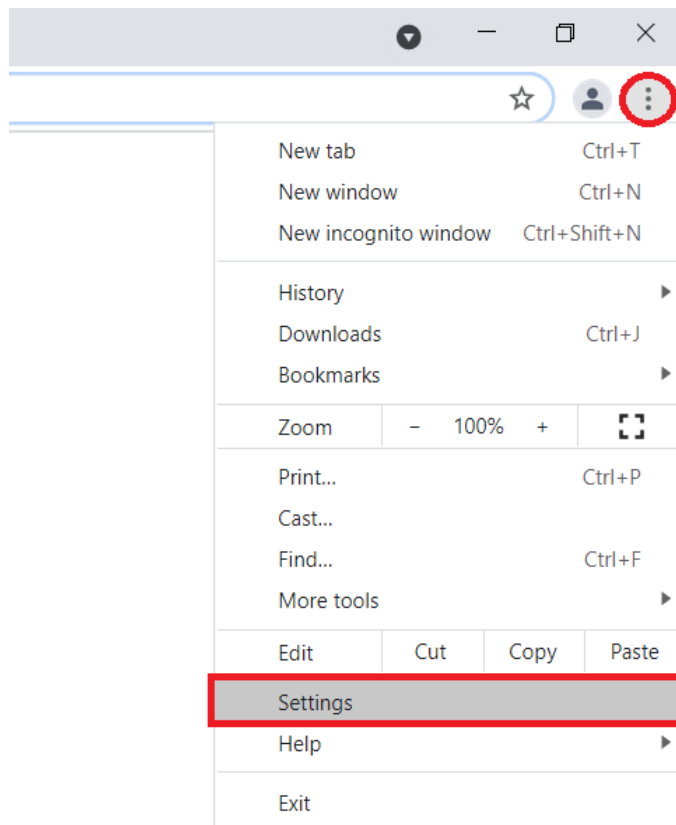 New tab Ctrl+T
New window Ctrl+N
New incognito window Ctrl+Shift+N
History
Downloads Ctrl+J
Bookmarks
Zoom - 100% +
Print... Ctrl+P
Cast...
Find... Ctrl+F
More tools
Edit Cut Copy Paste
Settings
Help
Exit